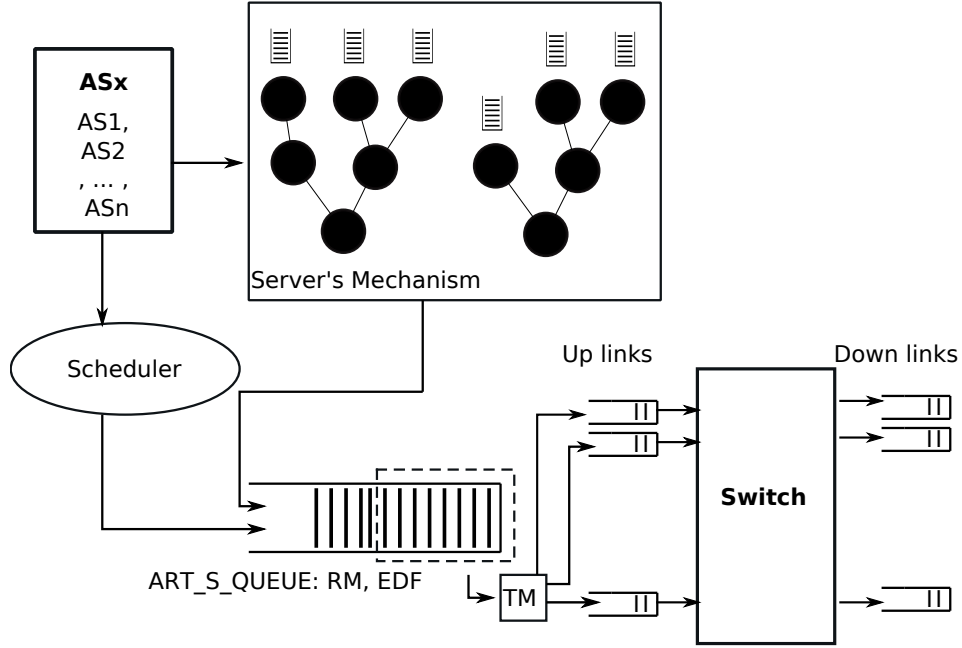 ASx
AS1,
AS2
, ... ,
ASn
Server's Mechanism
Scheduler
Up links
Down links
Switch
ART_S_QUEUE: RM, EDF
TM